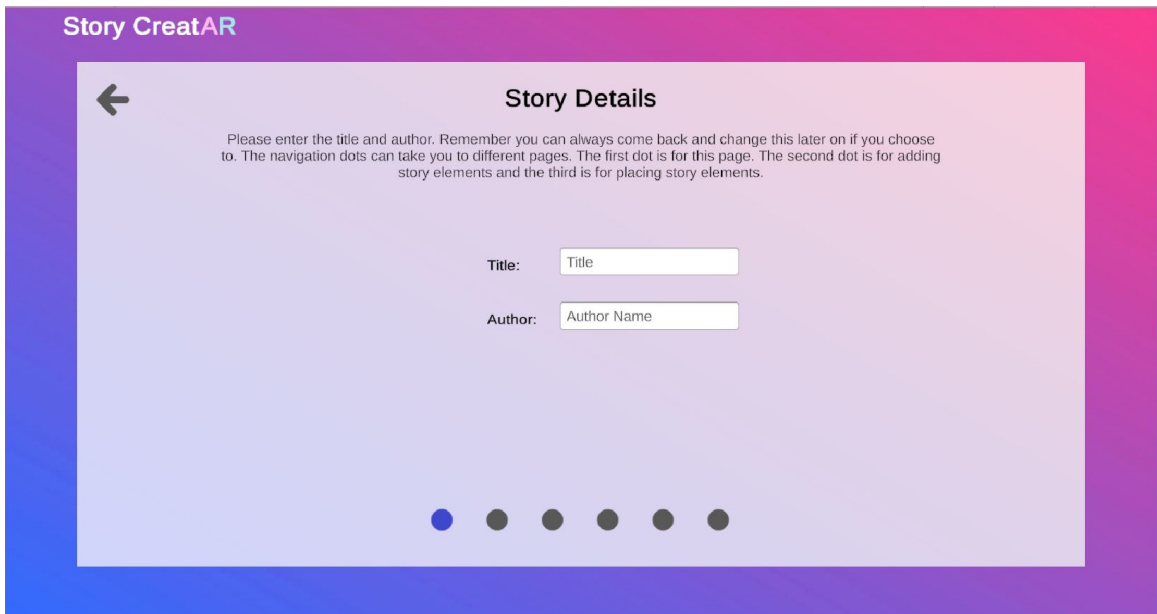 Story CreatAR
Story Details
Please enter the title and author. Remember you can always come back and change this later on if you choose
to. The navigation dots can take you to different pages. The first dot is for this page. The second dot is for adding
story elements and the third is for placing story elements.
Title: Title
Author: Author Name